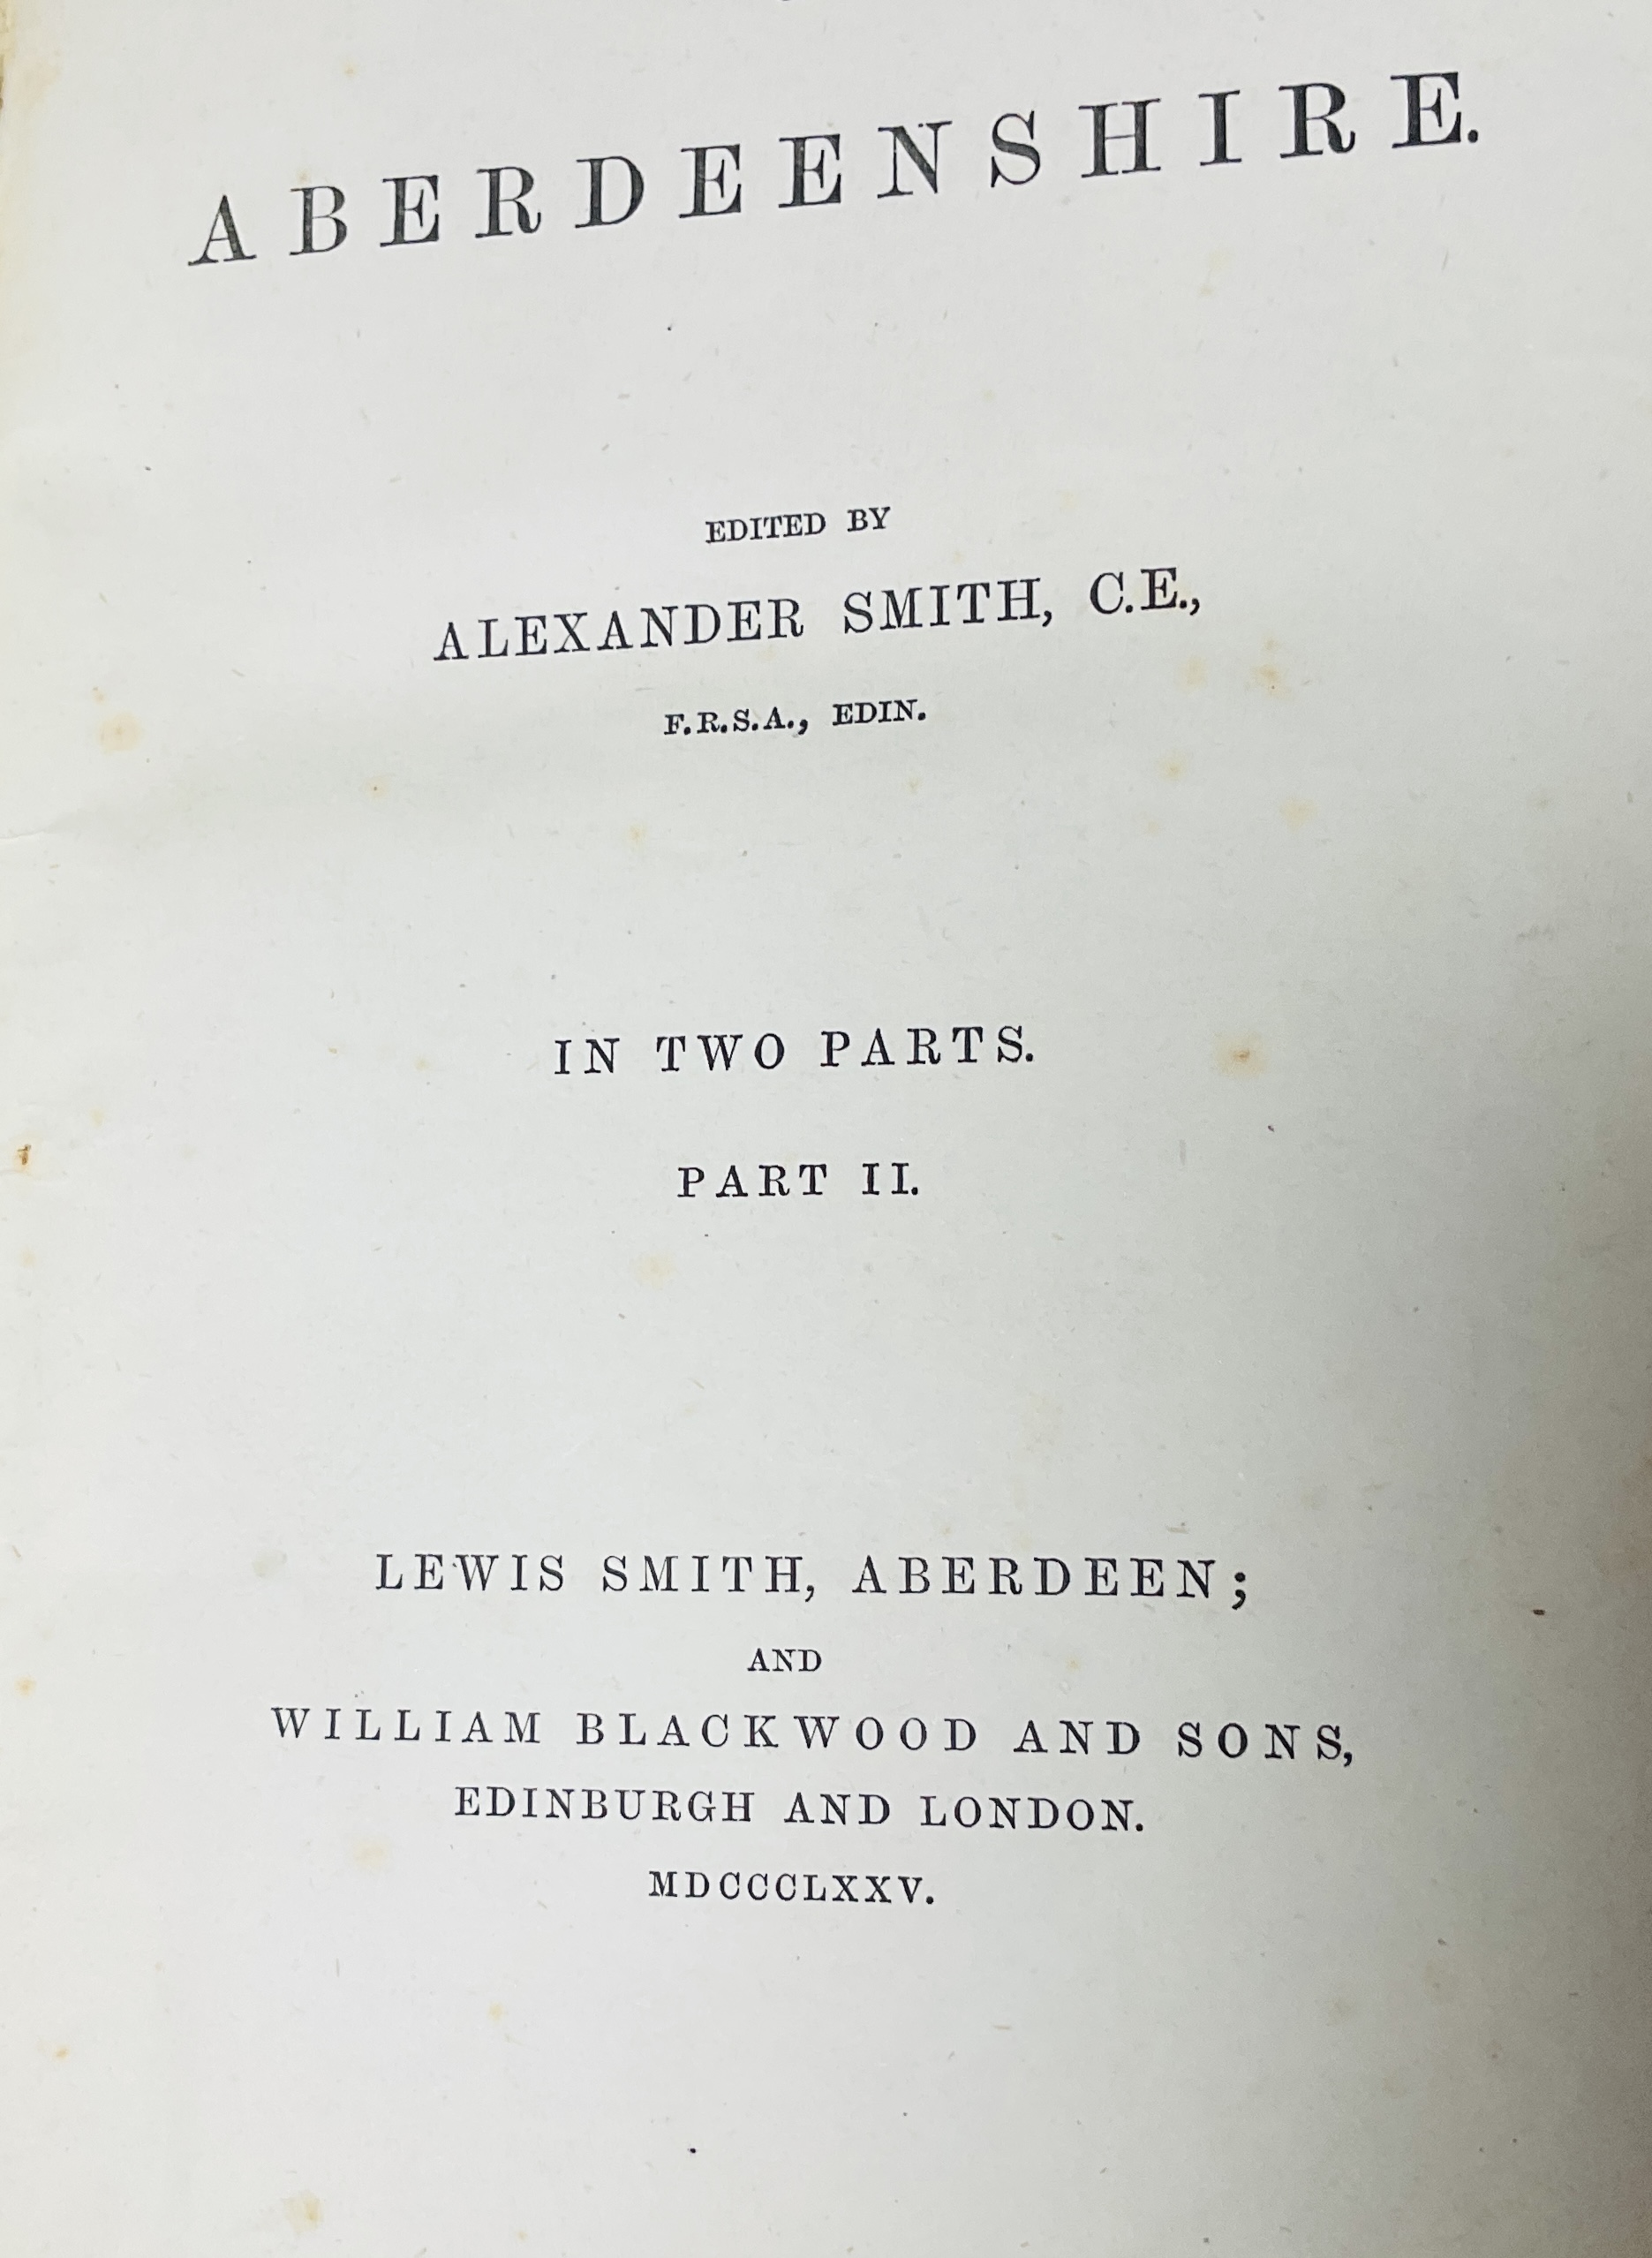 ABERDEENSHIRE.
EDITED BY
ALEXANDER SMITH, C.E.,
F.R.S.A., EDIN.
IN TWO PARTS.
PART II.
LEWIS SMITH, ABERDEEN;
AND
WILLIAM BLACKWOOD AND SONS,
EDINBURGH AND LONDON.
MDCCCLXXV.